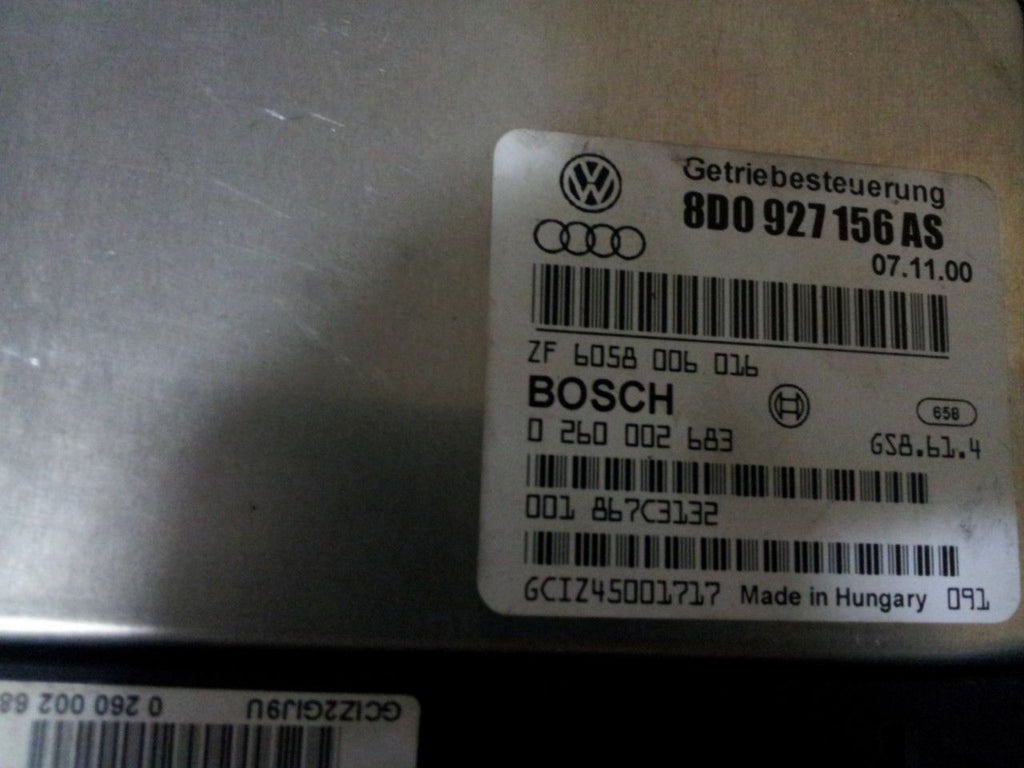 Getriebesteuerung
8D0 927 156 AS
07.11.00
ZF 6058 006 016
BOSCH
658
0 260 002 683
GS8.61.4
001 867C3132
GCIZ45001717 Made in Hungary 091
GCIZ2GIJ9U 0 260 002 68